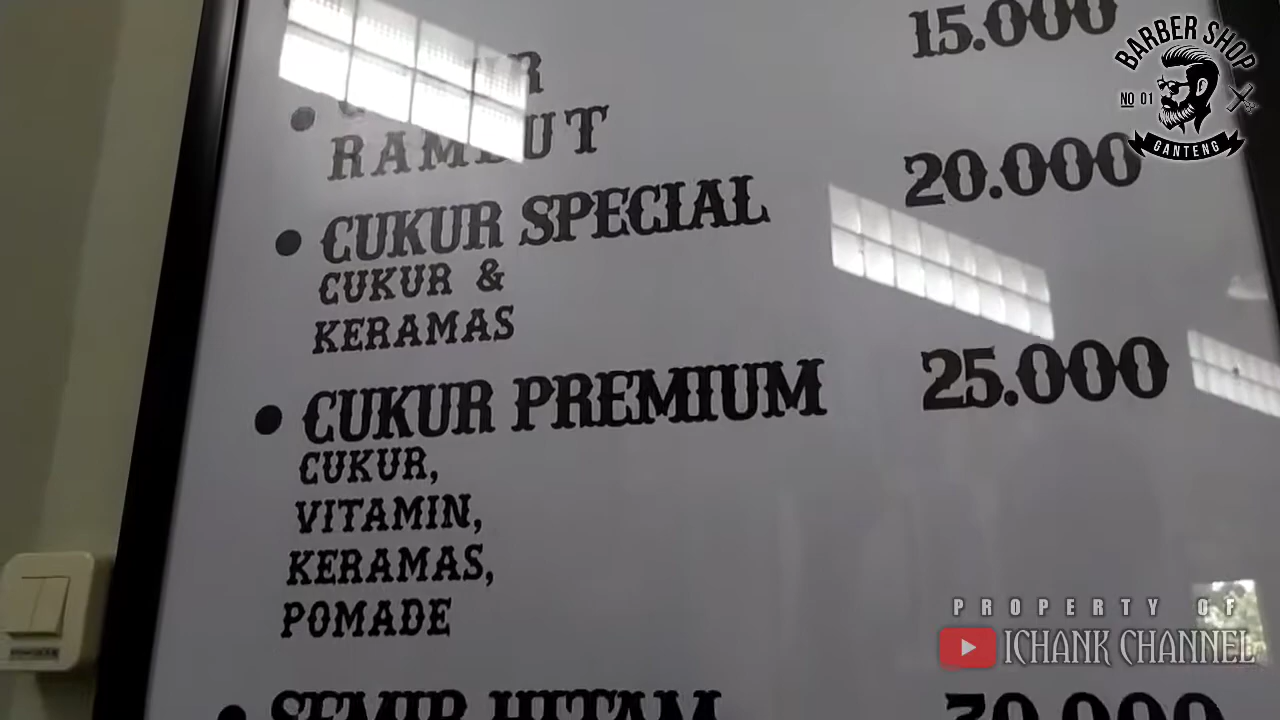 15.000
RAMBUT
CUKUR SPECIAL 20.000
CUKUR &
KERAMAS
CUKUR PREMIUM 25.000
CUKUR,
VITAMIN,
KERAMAS,
POMADE
SEMIR HITAM 30.000
BARBER SHOP
NO 01
GANTENG
PROPERTY OF
ICHANK CHANNEL